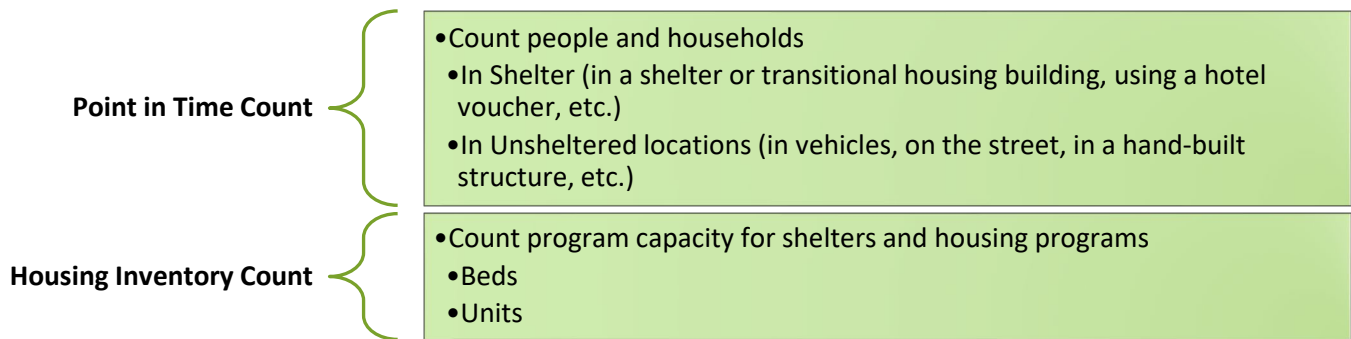 Point in Time Count
•Count people and households
•In Shelter (in a shelter or transitional housing building, using a hotel
voucher, etc.)
•In Unsheltered locations (in vehicles, on the street, in a hand-built
structure, etc.)
Housing Inventory Count
•Count program capacity for shelters and housing programs
•Beds
•Units